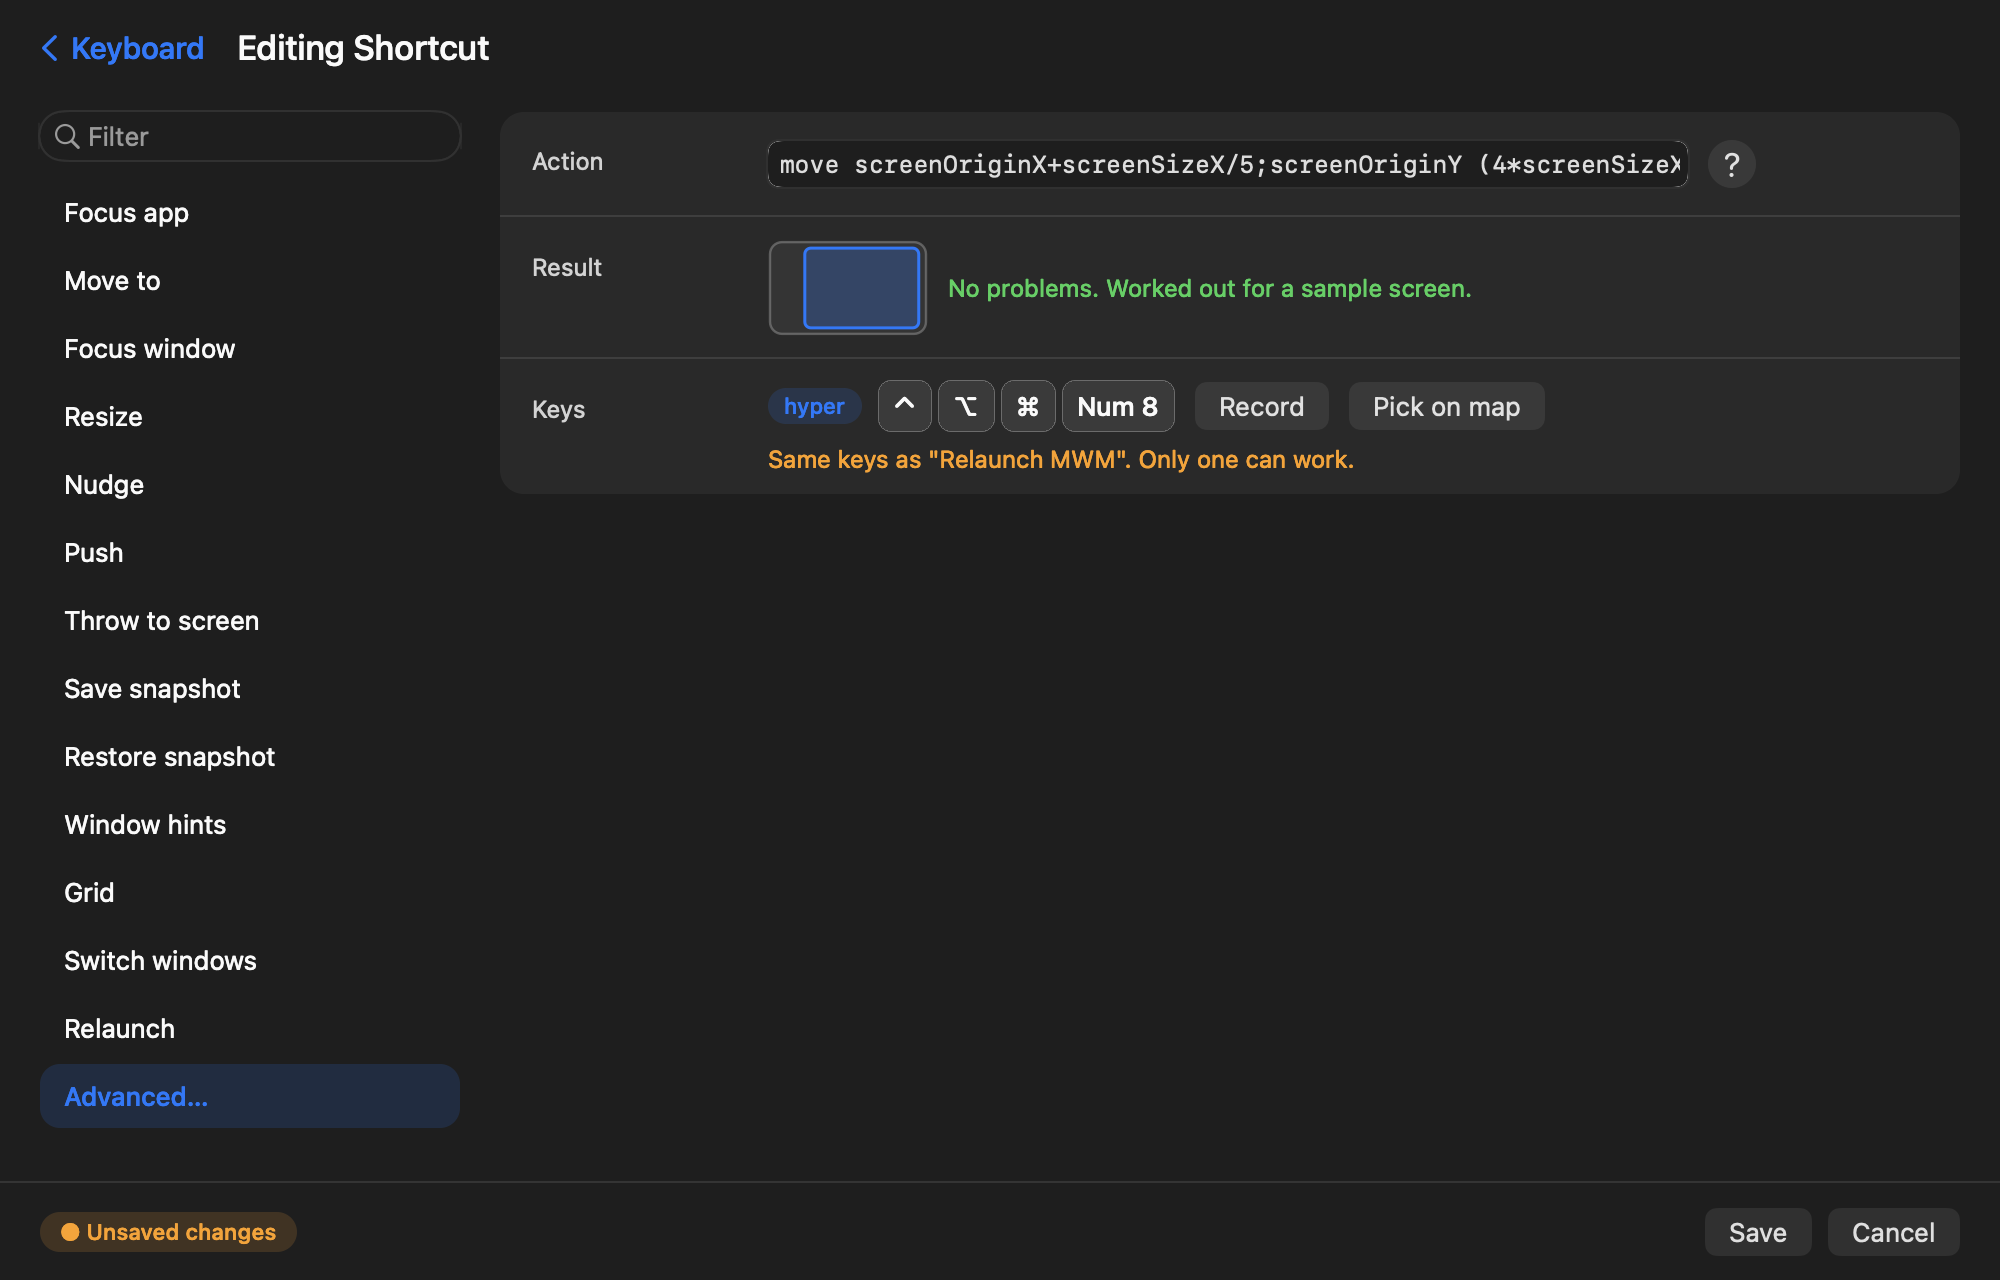 Keyboard Editing Shortcut
Filter
Focus app
Move to
Focus window
Resize
Nudge
Push
Throw to screen
Save snapshot
Restore snapshot
Window hints
Grid
Switch windows
Relaunch
Advanced...
Action move screenOriginX+screenSizeX/5;screenOriginY (4*screenSizeX ?
Result No problems. Worked out for a sample screen.
Keys hyper ^ ⌥ ⌘ Num 8 Record Pick on map
Same keys as "Relaunch MWM". Only one can work.
Unsaved changes Save Cancel